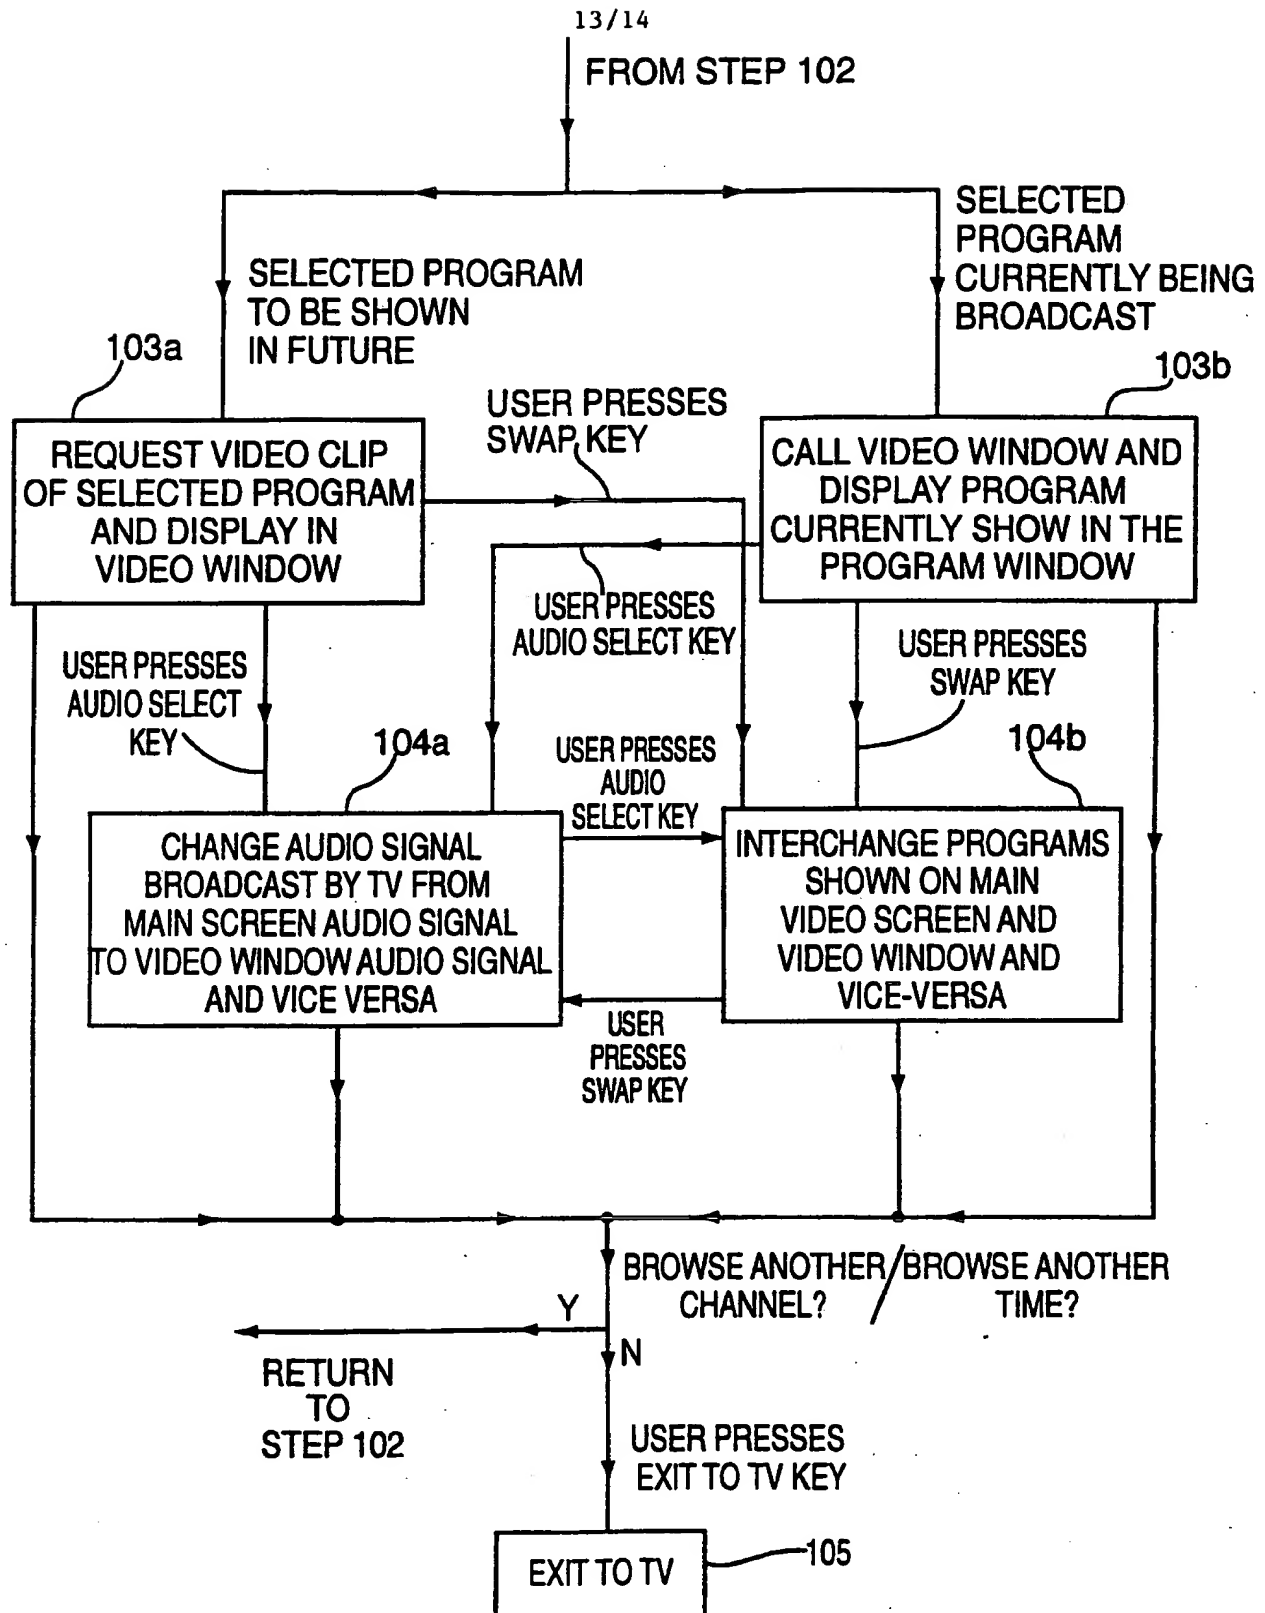 13/14
FROM STEP 102
SELECTED
PROGRAM
CURRENTLY BEING
BROADCAST
SELECTED PROGRAM
TO BE SHOWN
IN FUTURE
103a
103b
USER PRESSES
SWAP KEY
REQUEST VIDEO CLIP
OF SELECTED PROGRAM
AND DISPLAY IN
VIDEO WINDOW
CALL VIDEO WINDOW AND
DISPLAY PROGRAM
CURRENTLY SHOW IN THE
PROGRAM WINDOW
USER PRESSES
AUDIO SELECT KEY
USER PRESSES
AUDIO SELECT
KEY
USER PRESSES
SWAP KEY
104a
USER PRESSES
AUDIO
SELECT KEY
104b
CHANGE AUDIO SIGNAL
BROADCAST BY TV FROM
MAIN SCREEN AUDIO SIGNAL
TO VIDEO WINDOW AUDIO SIGNAL
AND VICE VERSA
INTERCHANGE PROGRAMS
SHOWN ON MAIN
VIDEO SCREEN AND
VIDEO WINDOW AND
VICE-VERSA
USER
PRESSES
SWAP KEY
BROWSE ANOTHER / BROWSE ANOTHER
CHANNEL? TIME?
Y
N
RETURN
TO
STEP 102
USER PRESSES
EXIT TO TV KEY
EXIT TO TV
105